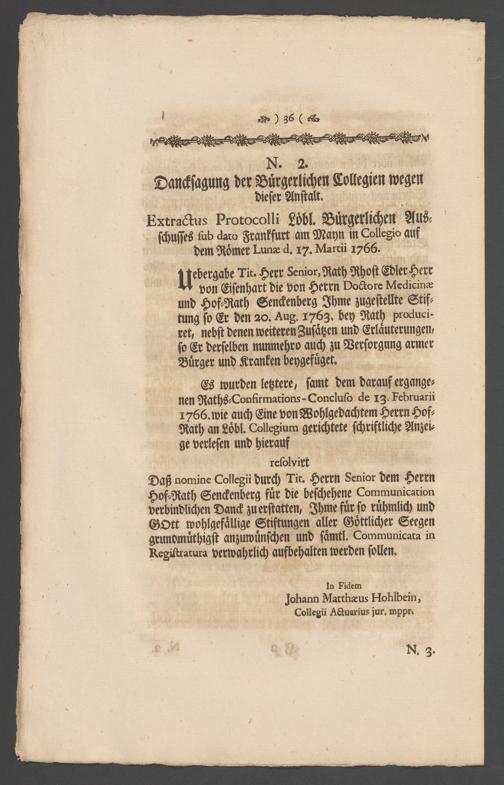 ) 36 (
N. 2.
Dancksagung der Bürgerlichen Collegien wegen
dieser Anstalt.
Extractus Protocolli Löbl. Bürgerlichen Aus-
schusses sub dato Franckfurt am Mayn in Collegio auf
dem Römer Lunæ d. 17. Martii 1766.
Uebergabe Tit. Herr Senior, Rath Rhost Edler Herr
von Eisenhart die von Herrn Doctore Medicinæ
und Hof-Rath Senckenberg Ihme zugestellte Stif-
tung so Er den 20. Aug. 1763. bey Rath produci-
ret, nebst denen weiteren Zusätzen und Erläuterungen,
so Er derselben nunmehro auch zu Versorgung armer
Bürger und Krancken beygefüget.
Es wurden letztere, samt dem darauf ergange-
nen Raths-Confirmations-Concluso de 13. Februarii
1766. wie auch Eine von Wohlgedachtem Herrn Hof-
Rath an Löbl. Collegium gerichtete schriftliche Anzei-
ge verlesen und hierauf
resolvirt
Daß nomine Collegii durch Tit. Herrn Senior dem Herrn
Hof-Rath Senckenberg für die beschehene Communication
verbindlichen Danck zu erstatten, Ihme für so rühmlich und
GOtt wohlgefällige Stiftungen aller Göttlicher Seegen
grundmüthigst anzuwünschen und sämtl. Communicata in
Registratura verwahrlich aufbehalten werden sollen.
In Fidem
Johann Matthæus Hohlbein,
Collegii Actuarius jur. mppr.
N. 3.